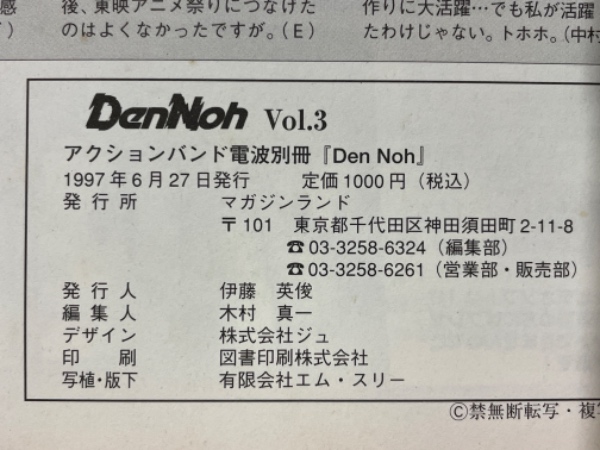 感
後、東映アニメ祭りにつなげた
のはよくなかったですが。(E)
作りに大活躍…でも私が活躍
たわけじゃない。トホホ。(中村
DenNoh Vol.3
アクションバンド電波別冊『Den Noh』
1997年6月27日発行 定価1000円(税込)
発行所 マガジンランド
〒101 東京都千代田区神田須田町2-11-8
☎03-3258-6324(編集部)
☎03-3258-6261(営業部・販売部)
発行人 伊藤 英俊
編集人 木村 真一
デザイン 株式会社ジュ
印刷 図書印刷株式会社
写植・版下 有限会社エム・スリー
©禁無断転写・複写